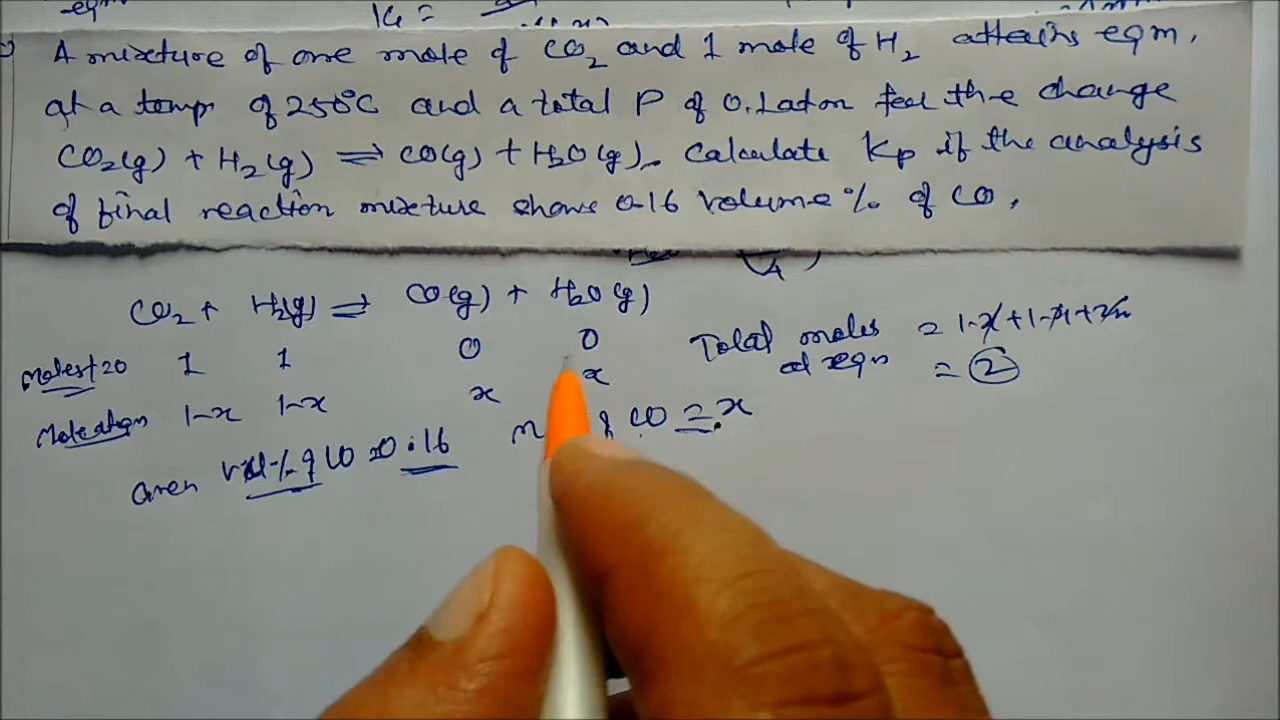 eqm K =
A mixture of one mole of CO2 and 1 mole of H2 attains eqm.
at a temp of 250°C and a total P of 0.1 atm for the change
CO2(g) + H2(g) ⇌ CO(g) + H2O(g). Calculate Kp if the analysis
of final reaction mixture shows 0.16 volume % of CO.
CO2 + H2(g) ⇌ CO(g) + H2O(g)
Moles t=0 1 1 0 0
Total moles = 1-x+1-x+2x
at eqn = 2
Mole at eqm 1-x 1-x x x
of CO = x
Given vol % of CO = 0.16